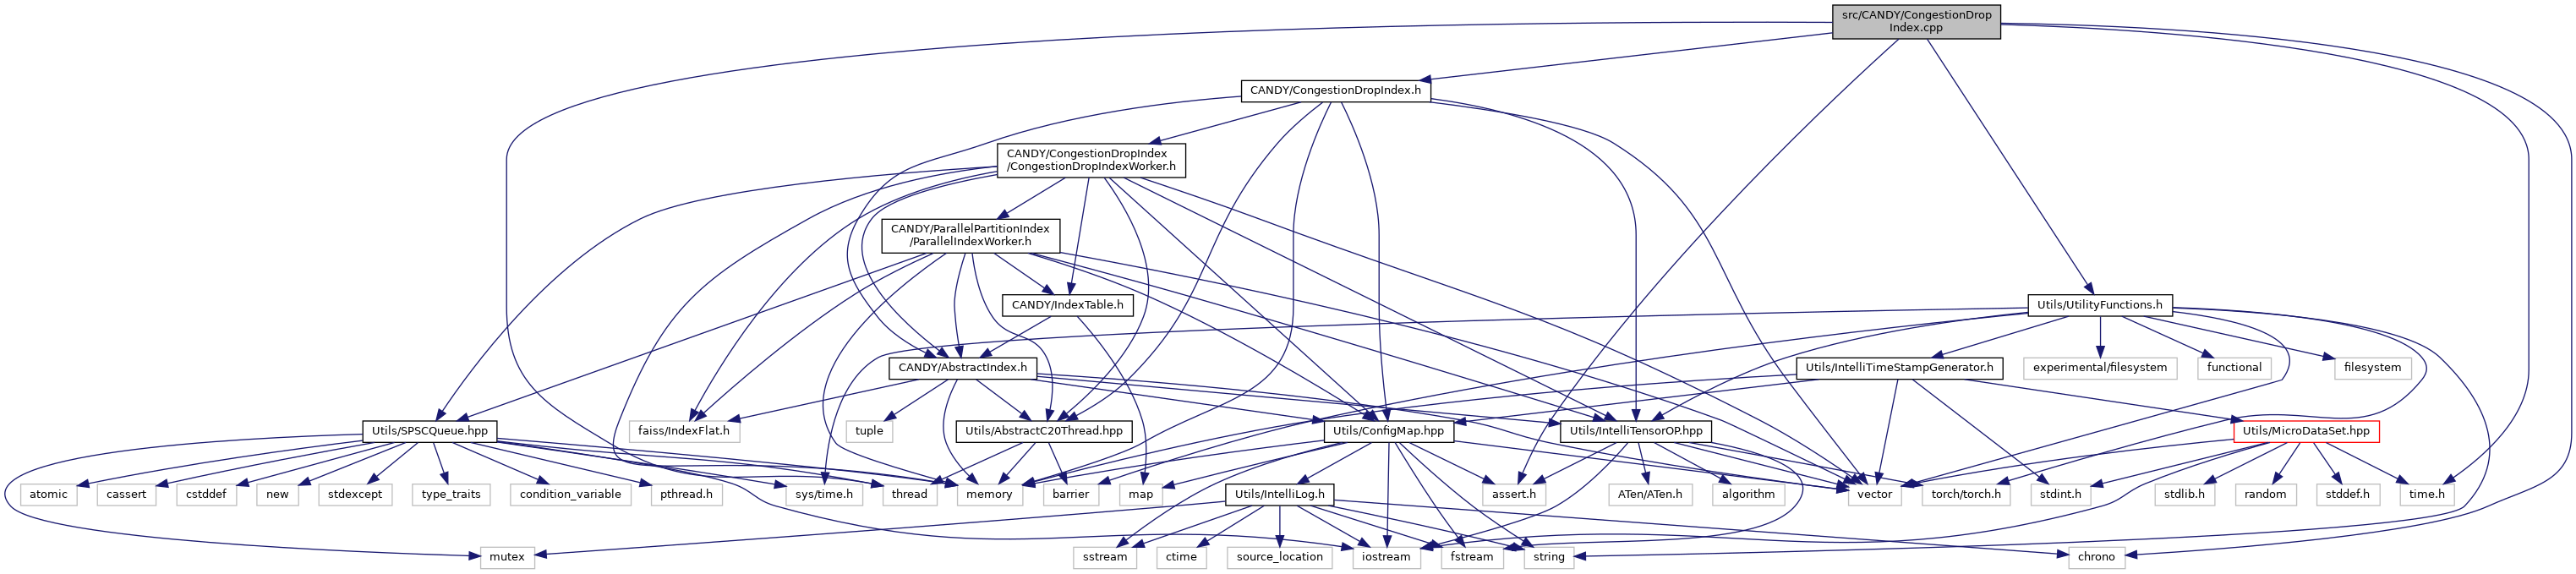 src/CANDY/CongestionDrop
Index.cpp
CANDY/CongestionDropIndex.h
CANDY/CongestionDropIndex
/CongestionDropIndexWorker.h
CANDY/ParallelPartitionIndex
/ParallelIndexWorker.h
CANDY/IndexTable.h
Utils/UtilityFunctions.h
CANDY/AbstractIndex.h
Utils/IntelliTimeStampGenerator.h
experimental/filesystem
functional
filesystem
Utils/SPSCQueue.hpp
faiss/IndexFlat.h
tuple
Utils/AbstractC20Thread.hpp
Utils/ConfigMap.hpp
Utils/IntelliTensorOP.hpp
Utils/MicroDataSet.hpp
atomic
cassert
cstddef
new
stdexcept
type_traits
condition_variable
pthread.h
sys/time.h
thread
memory
barrier
map
Utils/IntelliLog.h
assert.h
ATen/ATen.h
algorithm
vector
torch/torch.h
stdint.h
stdlib.h
random
stddef.h
time.h
mutex
sstream
ctime
source_location
iostream
fstream
string
chrono